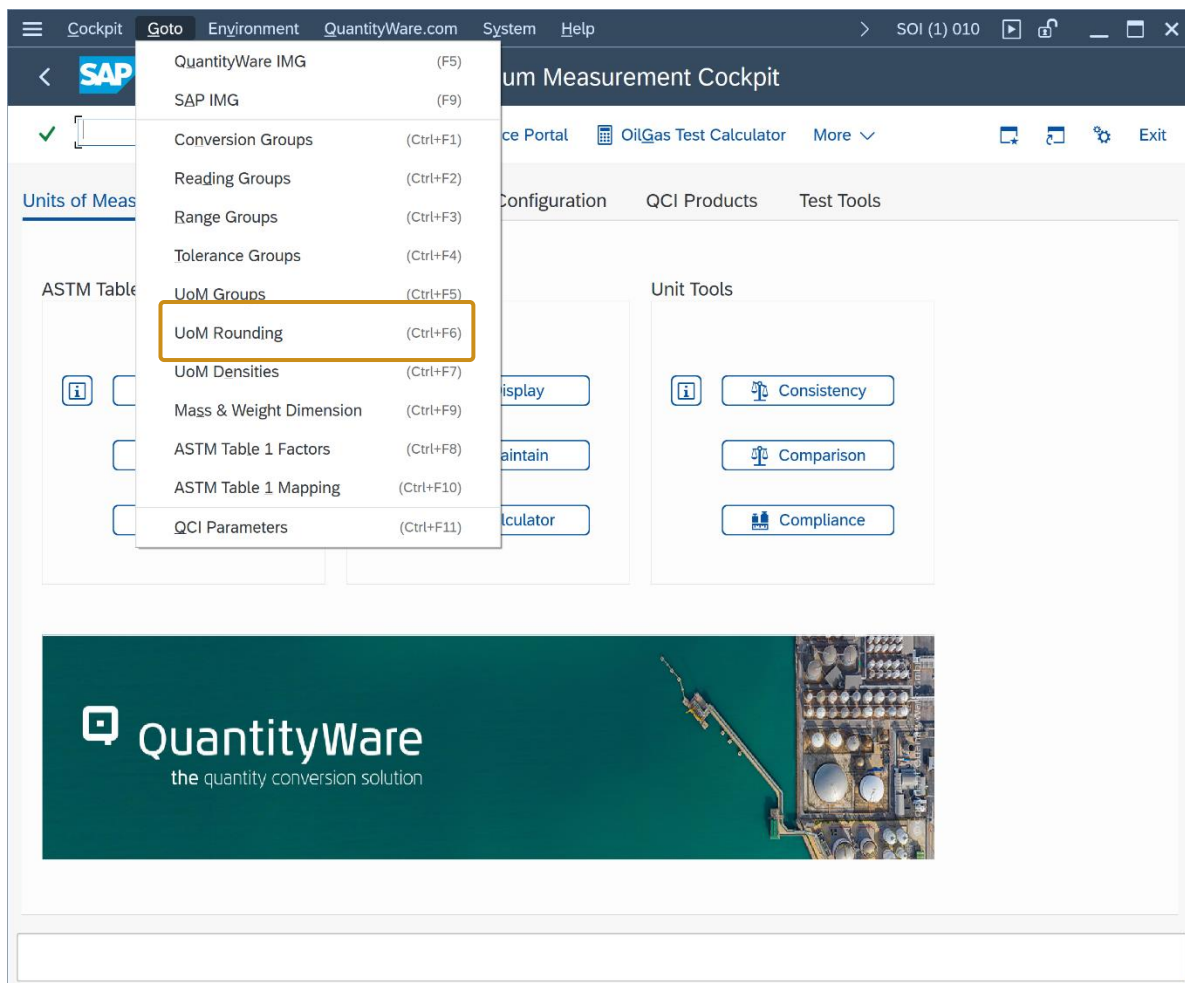 Cockpit Goto Environment QuantityWare.com System Help SOI (1) 010
SAP um Measurement Cockpit
ce Portal OilGas Test Calculator More Exit
Units of Meas Configuration QCI Products Test Tools
QuantityWare IMG (F5)
SAP IMG (F9)
Conversion Groups (Ctrl+F1)
Reading Groups (Ctrl+F2)
Range Groups (Ctrl+F3)
Tolerance Groups (Ctrl+F4)
UoM Groups (Ctrl+F5)
UoM Rounding (Ctrl+F6)
UoM Densities (Ctrl+F7)
Mass & Weight Dimension (Ctrl+F9)
ASTM Table 1 Factors (Ctrl+F8)
ASTM Table 1 Mapping (Ctrl+F10)
QCI Parameters (Ctrl+F11)
ASTM Table Unit Tools
isplay Consistency
aintain Comparison
lculator Compliance
QuantityWare
the quantity conversion solution